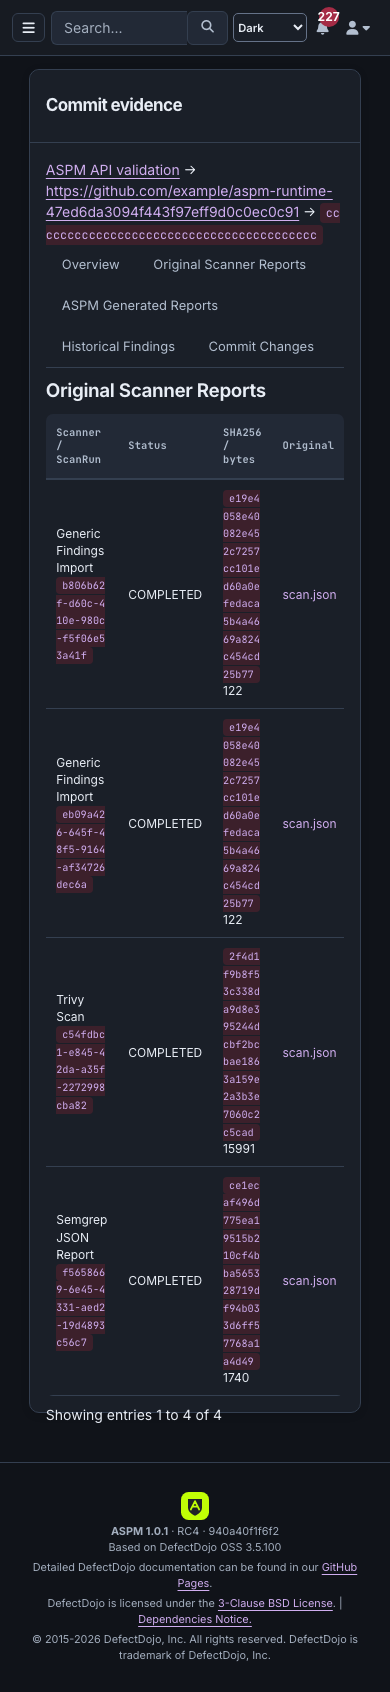 Search...
Dark
227
Commit evidence
ASPM API validation →
https://github.com/example/aspm-runtime-
47ed6da3094f443f97eff9d0c0ec0c91 → cc
cccccccccccccccccccccccccccccccccccccc
Overview Original Scanner Reports
ASPM Generated Reports
Historical Findings Commit Changes
Original Scanner Reports
Scanner / ScanRun Status SHA256 / bytes Original
Generic
Findings
Import
b806b62
f-d60c-4
10e-980c
-f5f06e5
3a41f
COMPLETED
e19e4
058e40
082e45
2c7257
cc101e
d60a0e
fedaca
5b4a46
69a824
c454cd
25b77
122
scan.json
Generic
Findings
Import
eb09a42
6-645f-4
8f5-9164
-af34726
dec6a
COMPLETED
e19e4
058e40
082e45
2c7257
cc101e
d60a0e
fedaca
5b4a46
69a824
c454cd
25b77
122
scan.json
Trivy
Scan
c54fdbc
1-e845-4
2da-a35f
-2272998
cba82
COMPLETED
2f4d1
f9b8f5
3c338d
a9d8e3
95244d
cbf2bc
bae186
3a159e
2a3b3e
7060c2
c5cad
15991
scan.json
Semgrep
JSON
Report
f565866
9-6e45-4
331-aed2
-19d4893
c56c7
COMPLETED
ce1ec
af496d
775ea1
9515b2
10cf4b
ba5653
28719d
f94b03
3d6ff5
7768a1
a4d49
1740
scan.json
Showing entries 1 to 4 of 4
ASPM 1.0.1 · RC4 · 940a40f1f6f2
Based on DefectDojo OSS 3.5.100
Detailed DefectDojo documentation can be found in our GitHub
Pages.
DefectDojo is licensed under the 3-Clause BSD License. |
Dependencies Notice.
© 2015-2026 DefectDojo, Inc. All rights reserved. DefectDojo is
trademark of DefectDojo, Inc.